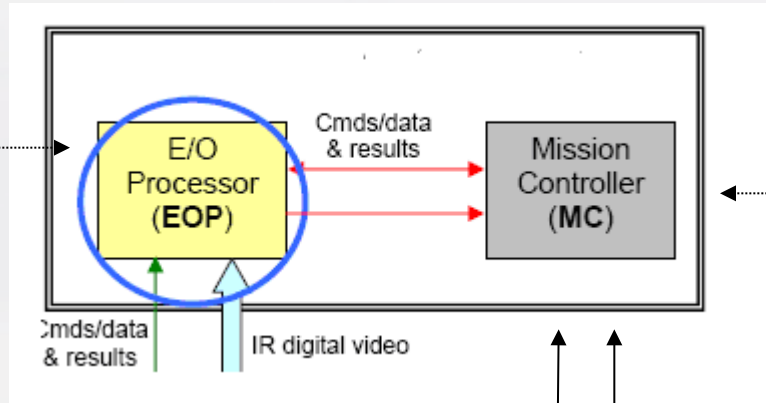 Cmds/data
& results
E/O
Processor
(EOP)
Mission
Controller
(MC)
Cmds/data
& results
IR digital video